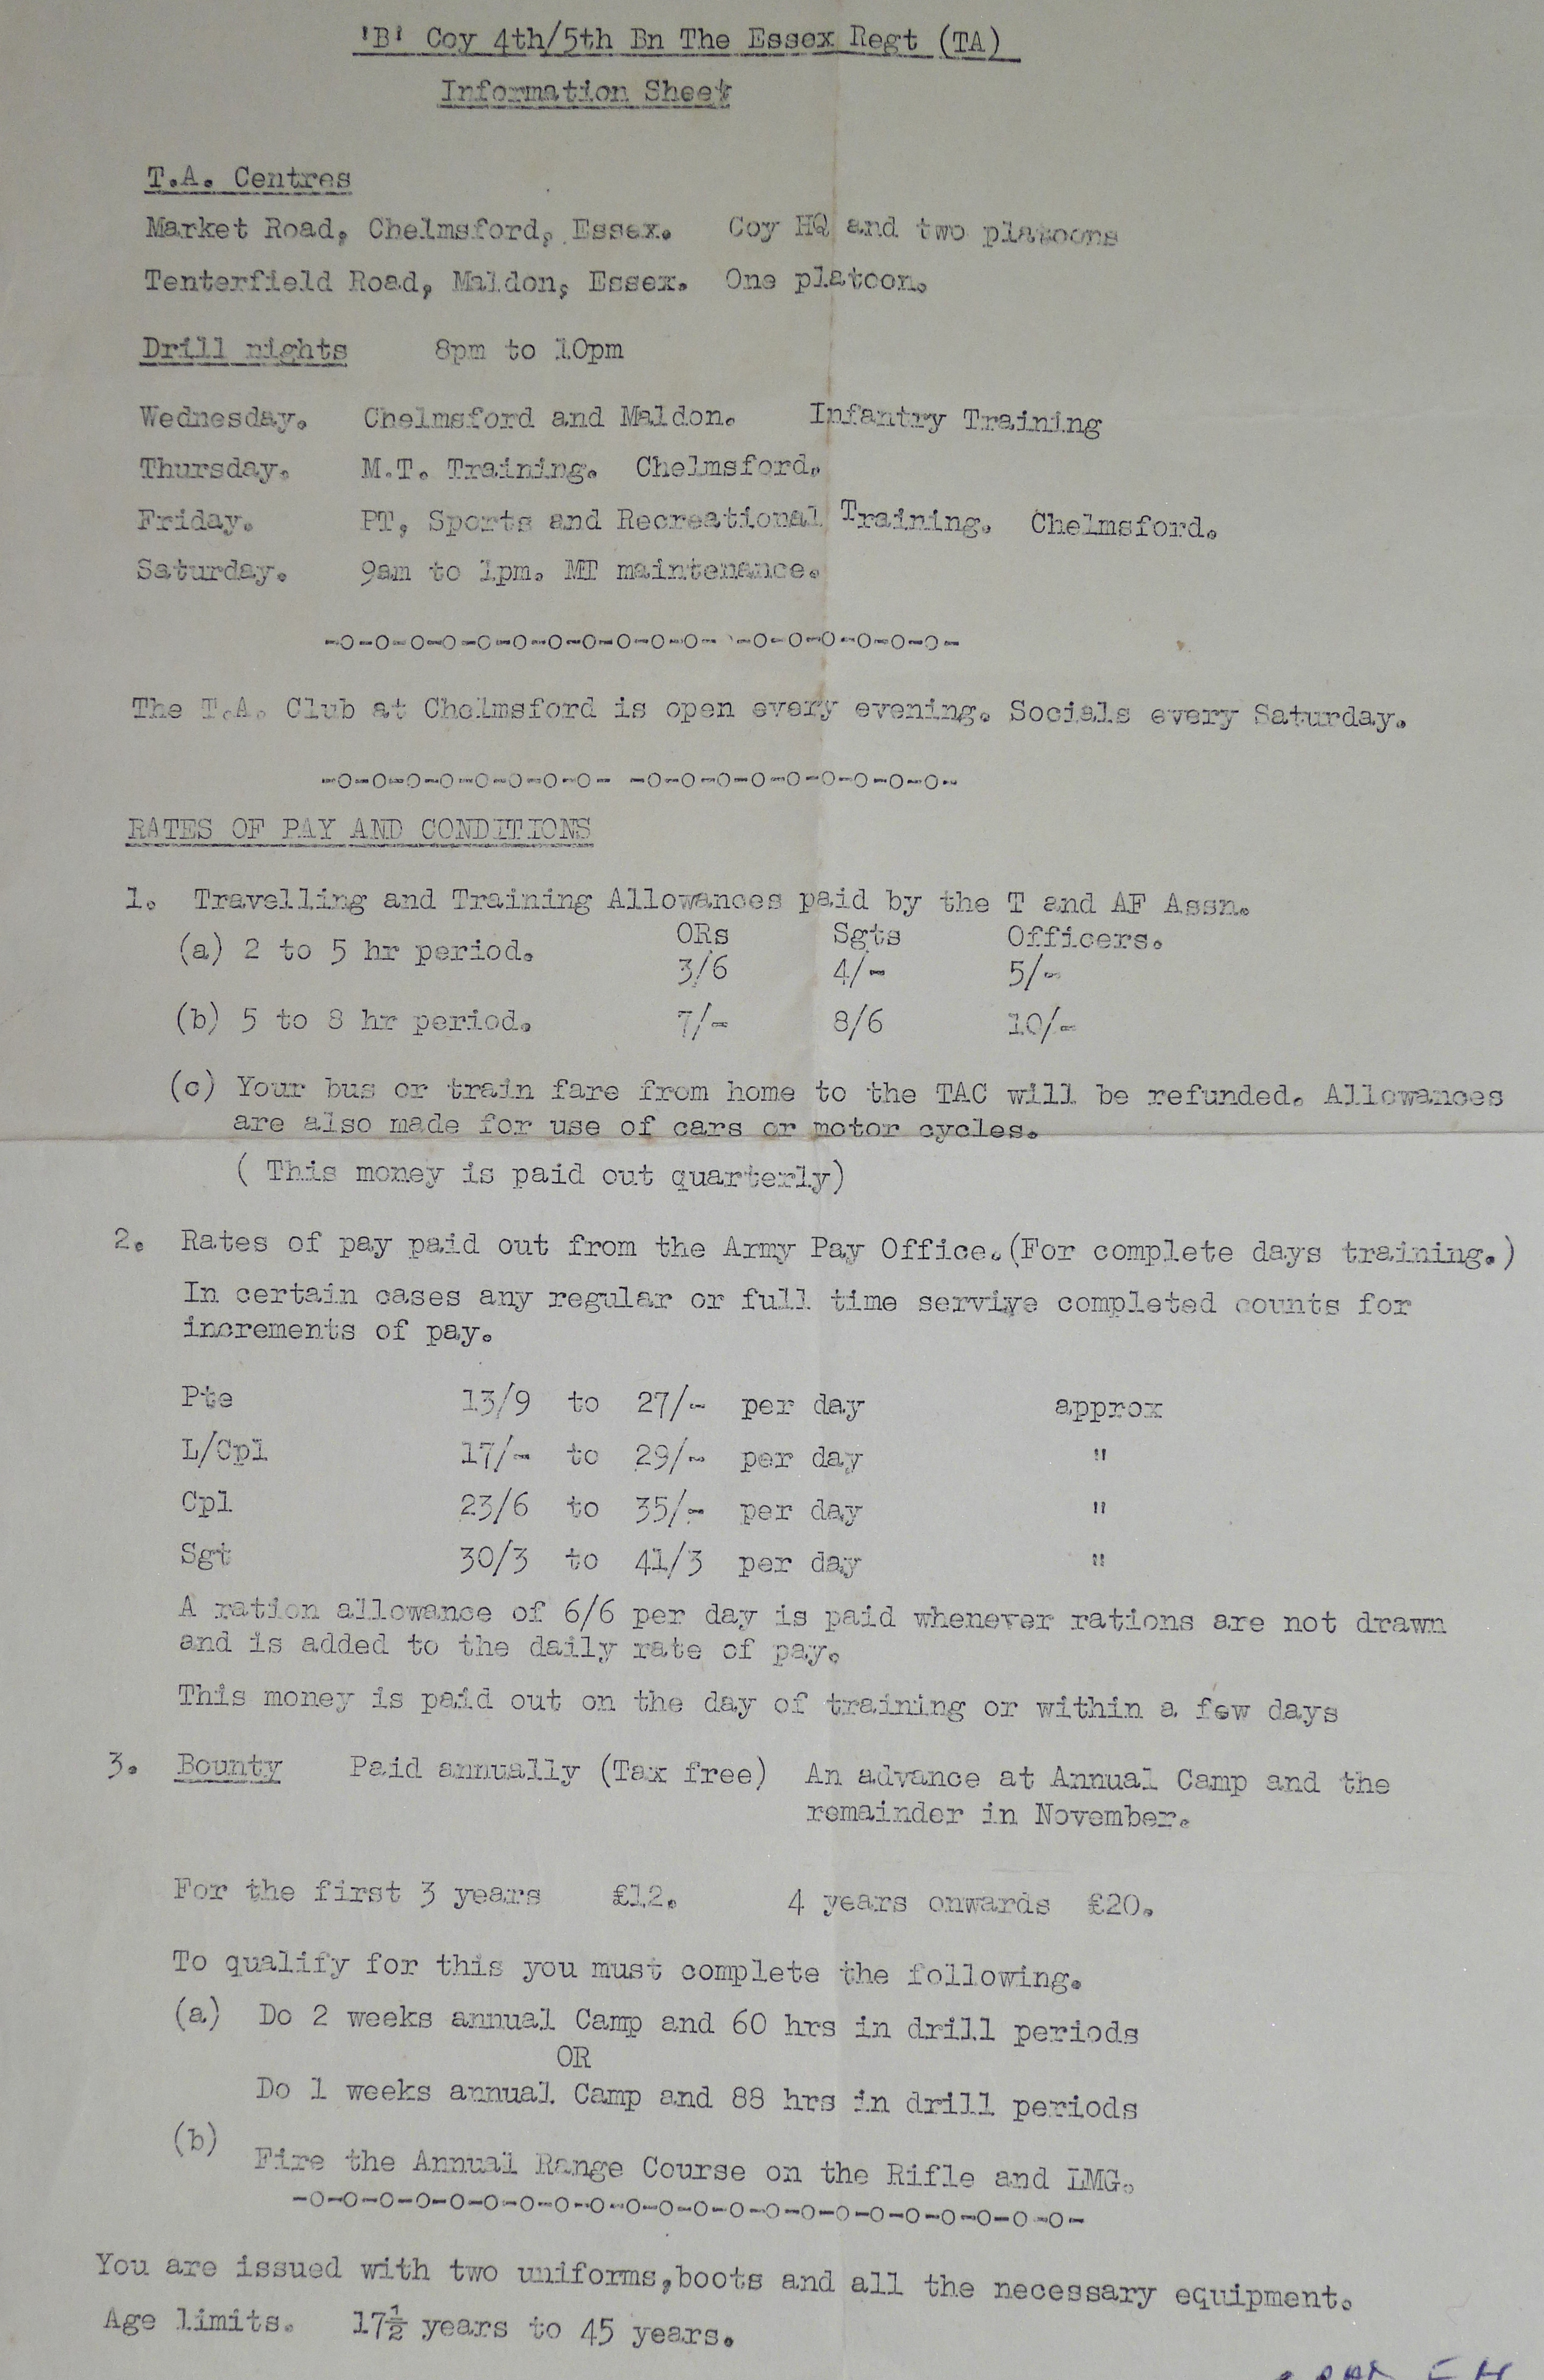 'B' Coy 4th/5th Bn The Essex Regt (TA)
Information Sheet
T.A. Centres
Market Road, Chelmsford, Essex. Coy HQ and two platoons
Tenterfield Road, Maldon, Essex. One platoon.
Drill nights 8pm to 10pm
Wednesday. Chelmsford and Maldon. Infantry Training
Thursday. M.T. Training. Chelmsford.
Friday. PT, Sports and Recreational Training. Chelmsford.
Saturday. 9am to 1pm. MT maintenance.
-o-o-o-o-o-o-o-o-o-o-o- -o-o-o-o-o-o-
The T.A. Club at Chelmsford is open every evening. Socials every Saturday.
-o-o-o-o-o-o-o-o- -o-o-o-o-o-o-o-o-o-
RATES OF PAY AND CONDITIONS
1. Travelling and Training Allowances paid by the T and AF Assn.
ORs Sgts Officers.
(a) 2 to 5 hr period. 3/6 4/- 5/-
(b) 5 to 8 hr period. 7/- 8/6 10/-
(c) Your bus or train fare from home to the TAC will be refunded. Allowances
are also made for use of cars or motor cycles.
( This money is paid out quarterly)
2. Rates of pay paid out from the Army Pay Office.(For complete days training.)
In certain cases any regular or full time serviye completed counts for
increments of pay.
Pte 13/9 to 27/- per day approx
L/Cpl 17/- to 29/- per day "
Cpl 23/6 to 35/- per day "
Sgt 30/3 to 41/3 per day "
A ration allowance of 6/6 per day is paid whenever rations are not drawn
and is added to the daily rate of pay.
This money is paid out on the day of training or within a few days
3. Bounty Paid annually (Tax free) An advance at Annual Camp and the
remainder in November.
For the first 3 years £12. 4 years onwards £20.
To qualify for this you must complete the following.
(a) Do 2 weeks annual Camp and 60 hrs in drill periods
OR
Do 1 weeks annual Camp and 88 hrs in drill periods
(b) Fire the Annual Range Course on the Rifle and LMG.
-o-o-o-o-o-o-o-o-o-o-o-o-o-o-o-o-o-o-o-o-o-o-
You are issued with two uniforms,boots and all the necessary equipment.
Age limits. 17½ years to 45 years.